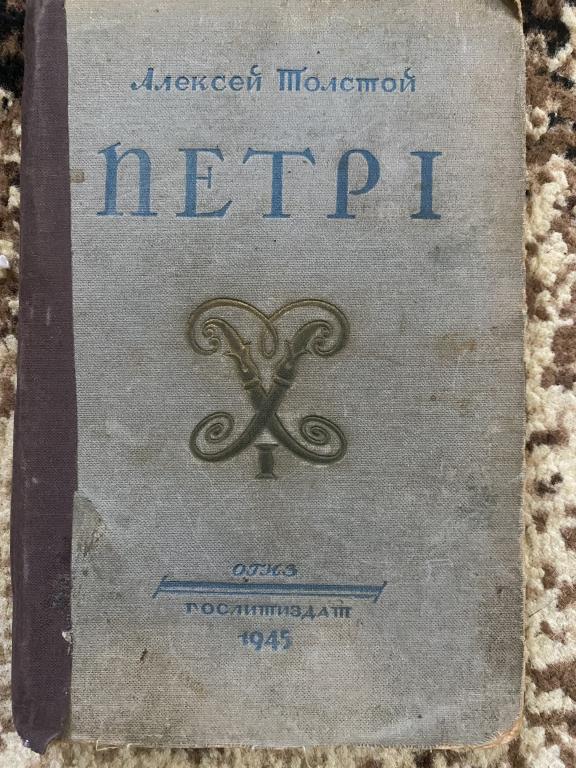 Алексей Толстой
ПЕТР I
I
ОГИЗ
ГОСЛИТИЗДАТ
1945